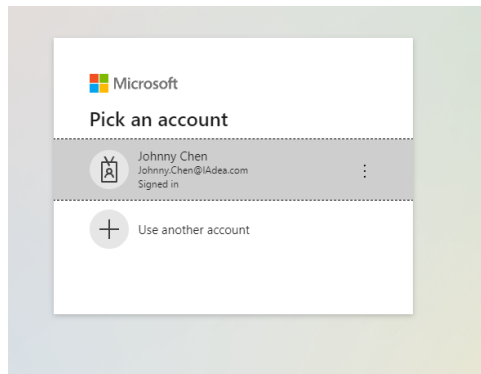 Microsoft
Pick an account
Johnny Chen
Johnny.Chen@IAdea.com
Signed in
Use another account